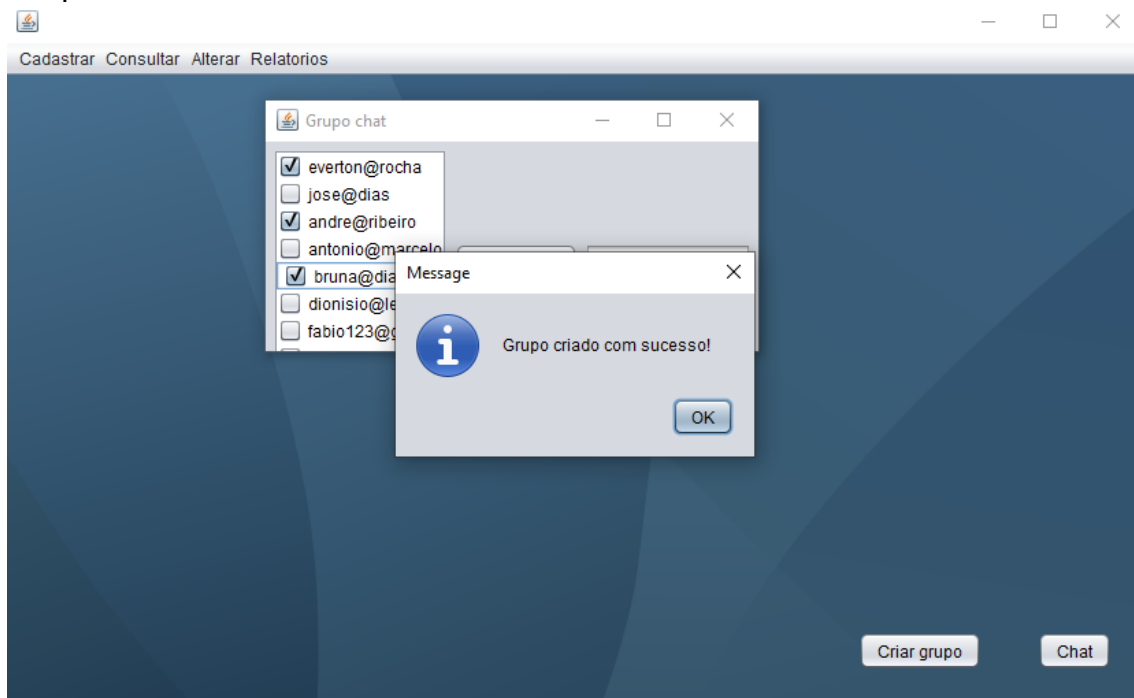 Cadastrar Consultar Alterar Relatorios
Grupo chat
everton@rocha
jose@dias
andre@ribeiro
antonio@marcelo
Message
Grupo criado com sucesso!
OK
Criar grupo
Chat